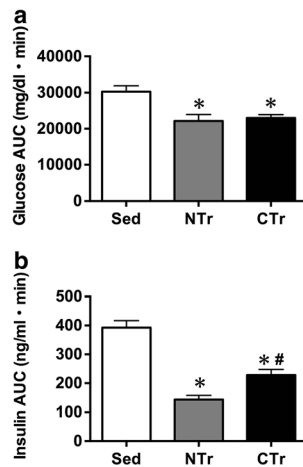 a
Glucose AUC (mg/dl • min)
40000
30000
20000
10000
0
*
*
Sed NTr CTr
b
Insulin AUC (ng/ml • min)
500
400
300
200
100
0
*
* #
Sed NTr CTr